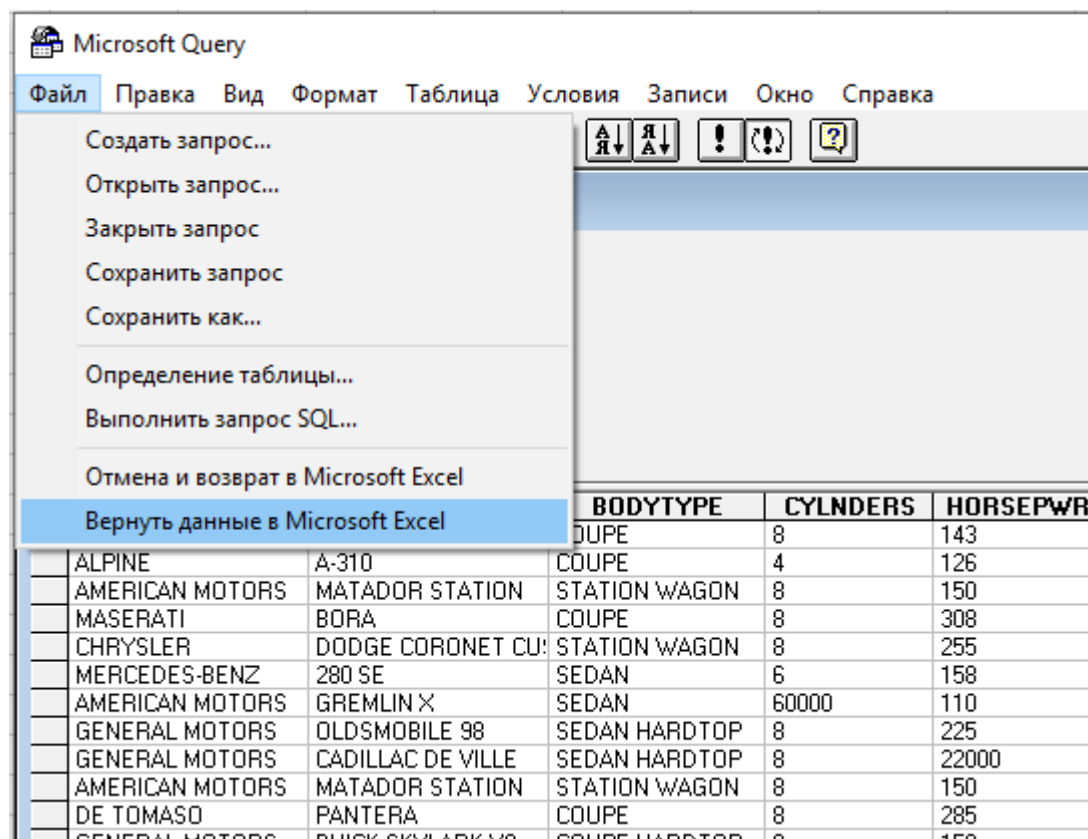 Microsoft Query
Файл Правка Вид Формат Таблица Условия Записи Окно Справка
Создать запрос...
Открыть запрос...
Закрыть запрос
Сохранить запрос
Сохранить как...
Определение таблицы...
Выполнить запрос SQL...
Отмена и возврат в Microsoft Excel
Вернуть данные в Microsoft Excel
BODYTYPE CYLNDERS HORSEPWR
COUPE 8 143
ALPINE A-310 COUPE 4 126
AMERICAN MOTORS MATADOR STATION STATION WAGON 8 150
MASERATI BORA COUPE 8 308
CHRYSLER DODGE CORONET CU STATION WAGON 8 255
MERCEDES-BENZ 280 SE SEDAN 6 158
AMERICAN MOTORS GREMLIN X SEDAN 60000 110
GENERAL MOTORS OLDSMOBILE 98 SEDAN HARDTOP 8 225
GENERAL MOTORS CADILLAC DE VILLE SEDAN HARDTOP 8 22000
AMERICAN MOTORS MATADOR STATION STATION WAGON 8 150
DE TOMASO PANTERA COUPE 8 285